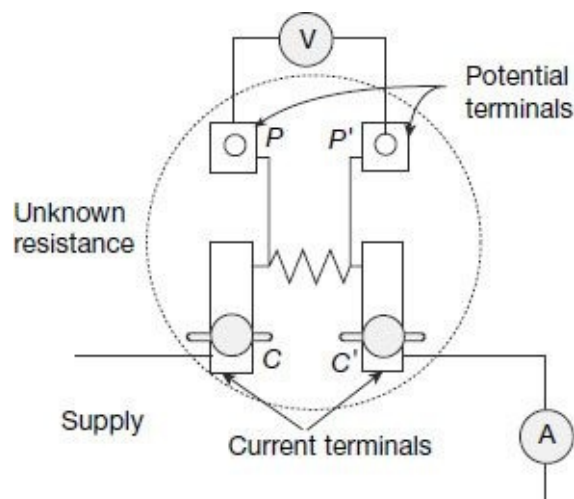 V
Potential
terminals
P P'
Unknown
resistance
C C'
Supply
Current terminals
A